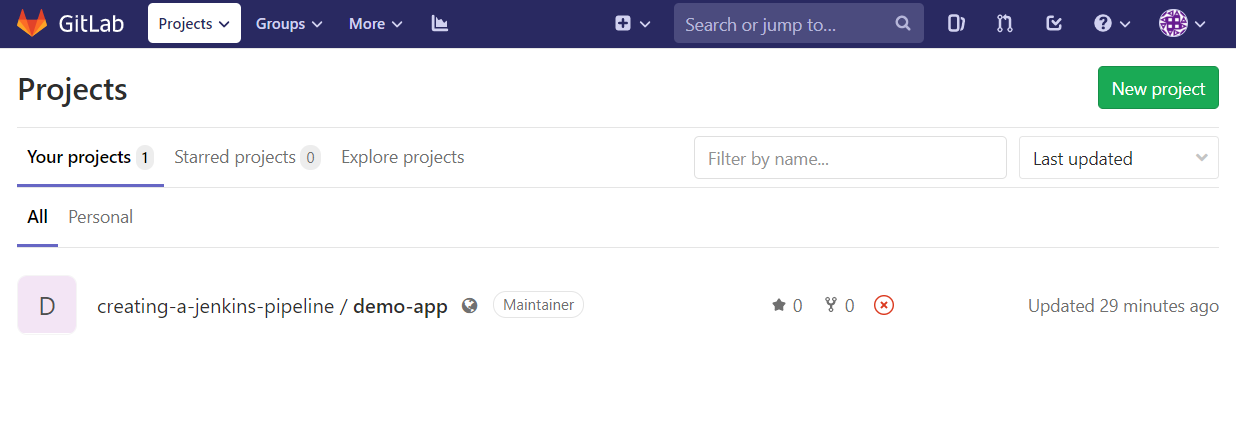 GitLab Projects Groups More Search or jump to...
Projects
New project
Your projects 1 Starred projects 0 Explore projects Filter by name... Last updated
All Personal
D creating-a-jenkins-pipeline / demo-app Maintainer 0 0 Updated 29 minutes ago